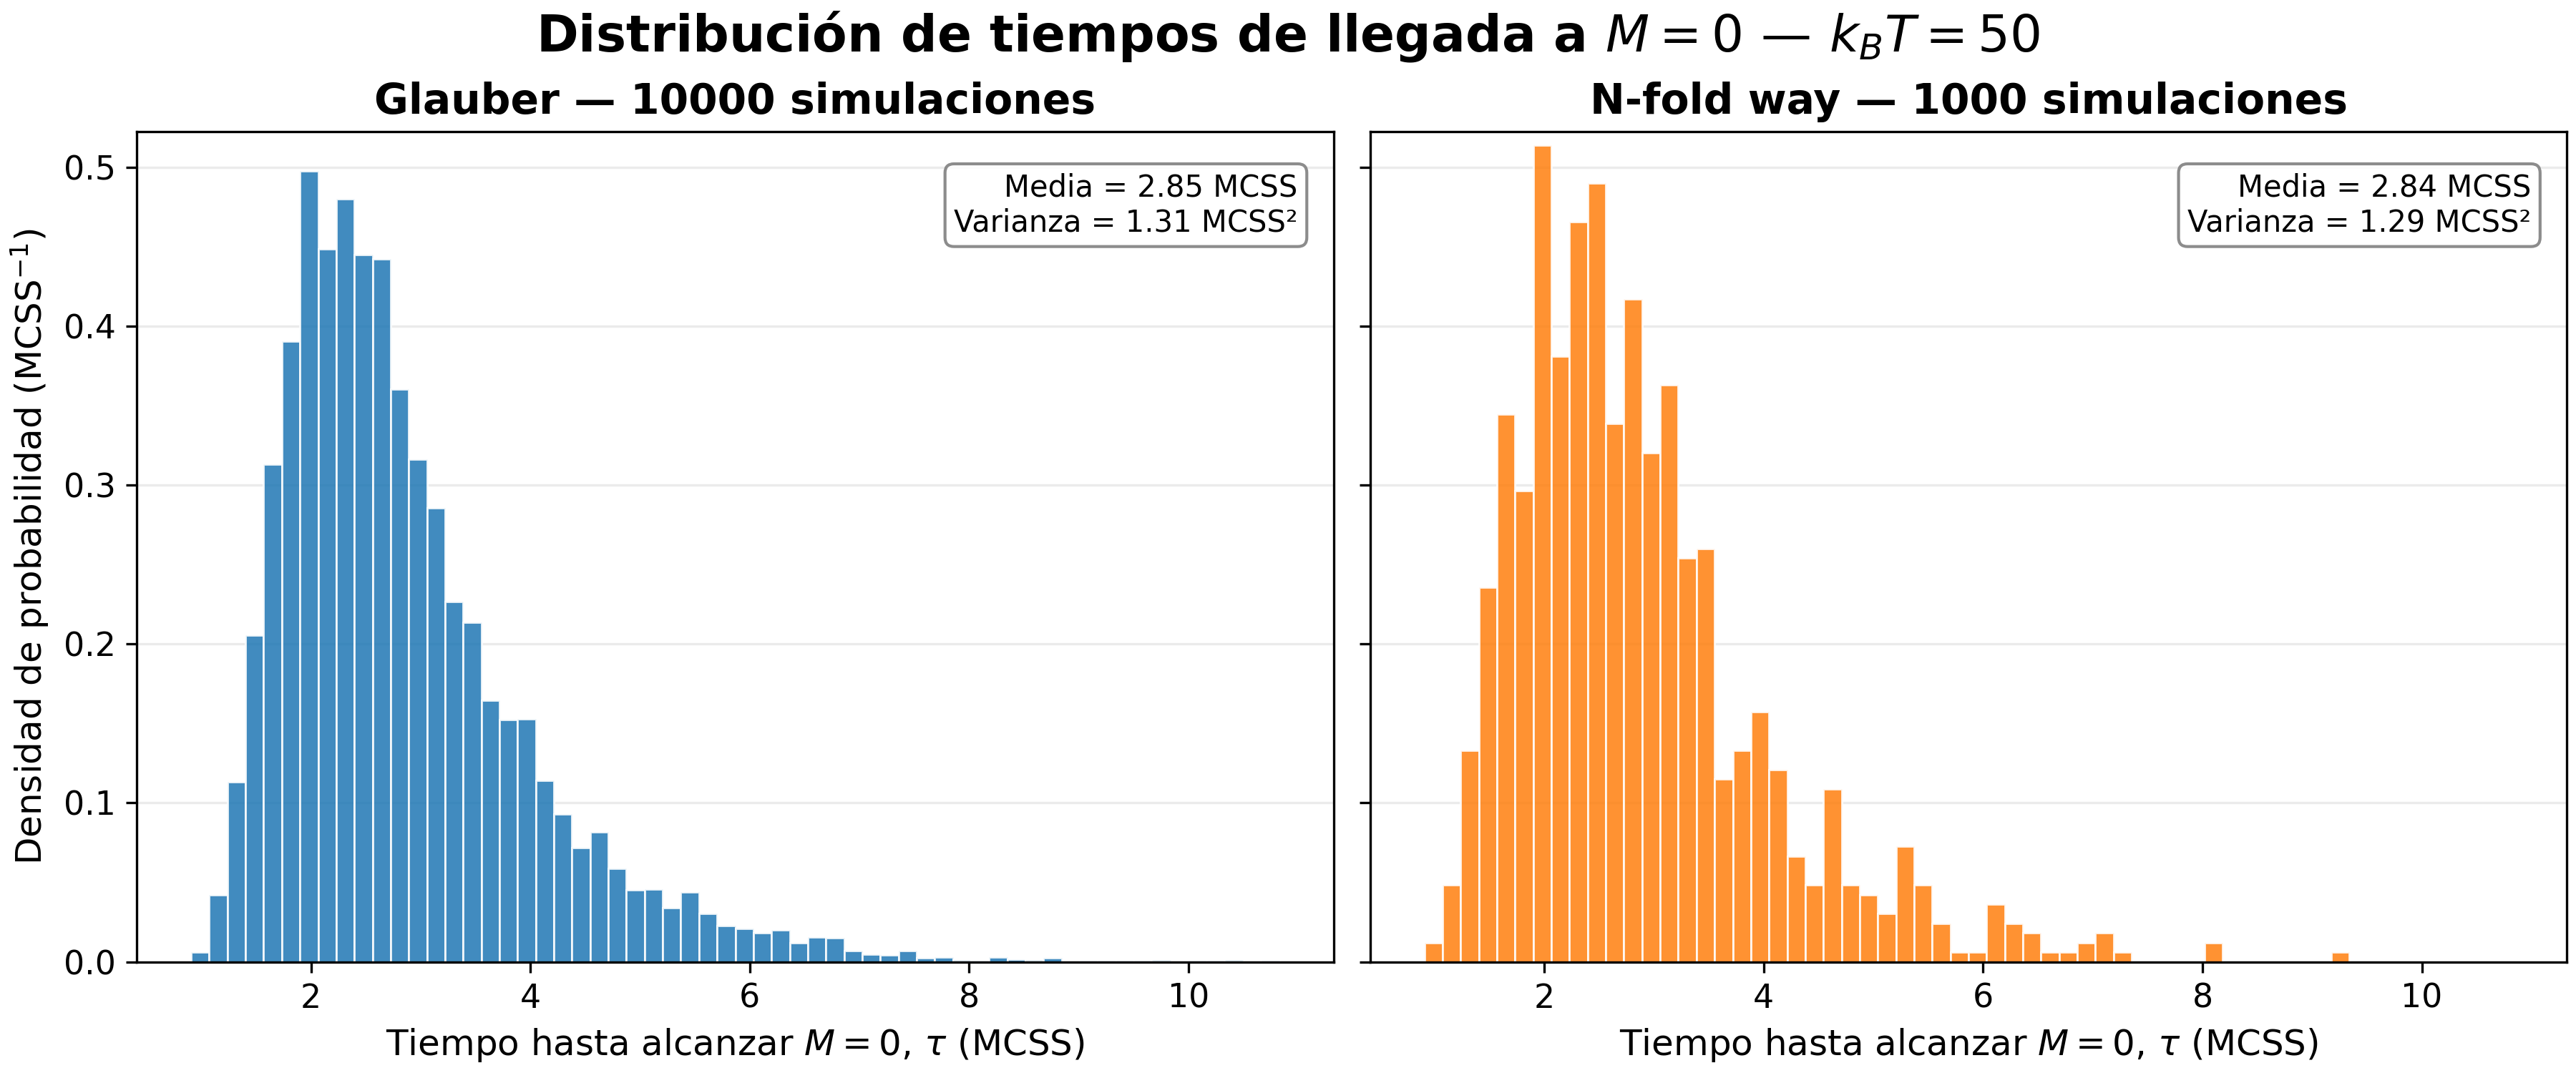 Distribución de tiempos de llegada a M = 0 — k_BT = 50
Glauber — 10000 simulaciones
Media = 2.85 MCSS
Varianza = 1.31 MCSS²
Densidad de probabilidad (MCSS⁻¹)
0.5
0.4
0.3
0.2
0.1
0.0
2 4 6 8 10
Tiempo hasta alcanzar M = 0, τ (MCSS)
N-fold way — 1000 simulaciones
Media = 2.84 MCSS
Varianza = 1.29 MCSS²
2 4 6 8 10
Tiempo hasta alcanzar M = 0, τ (MCSS)